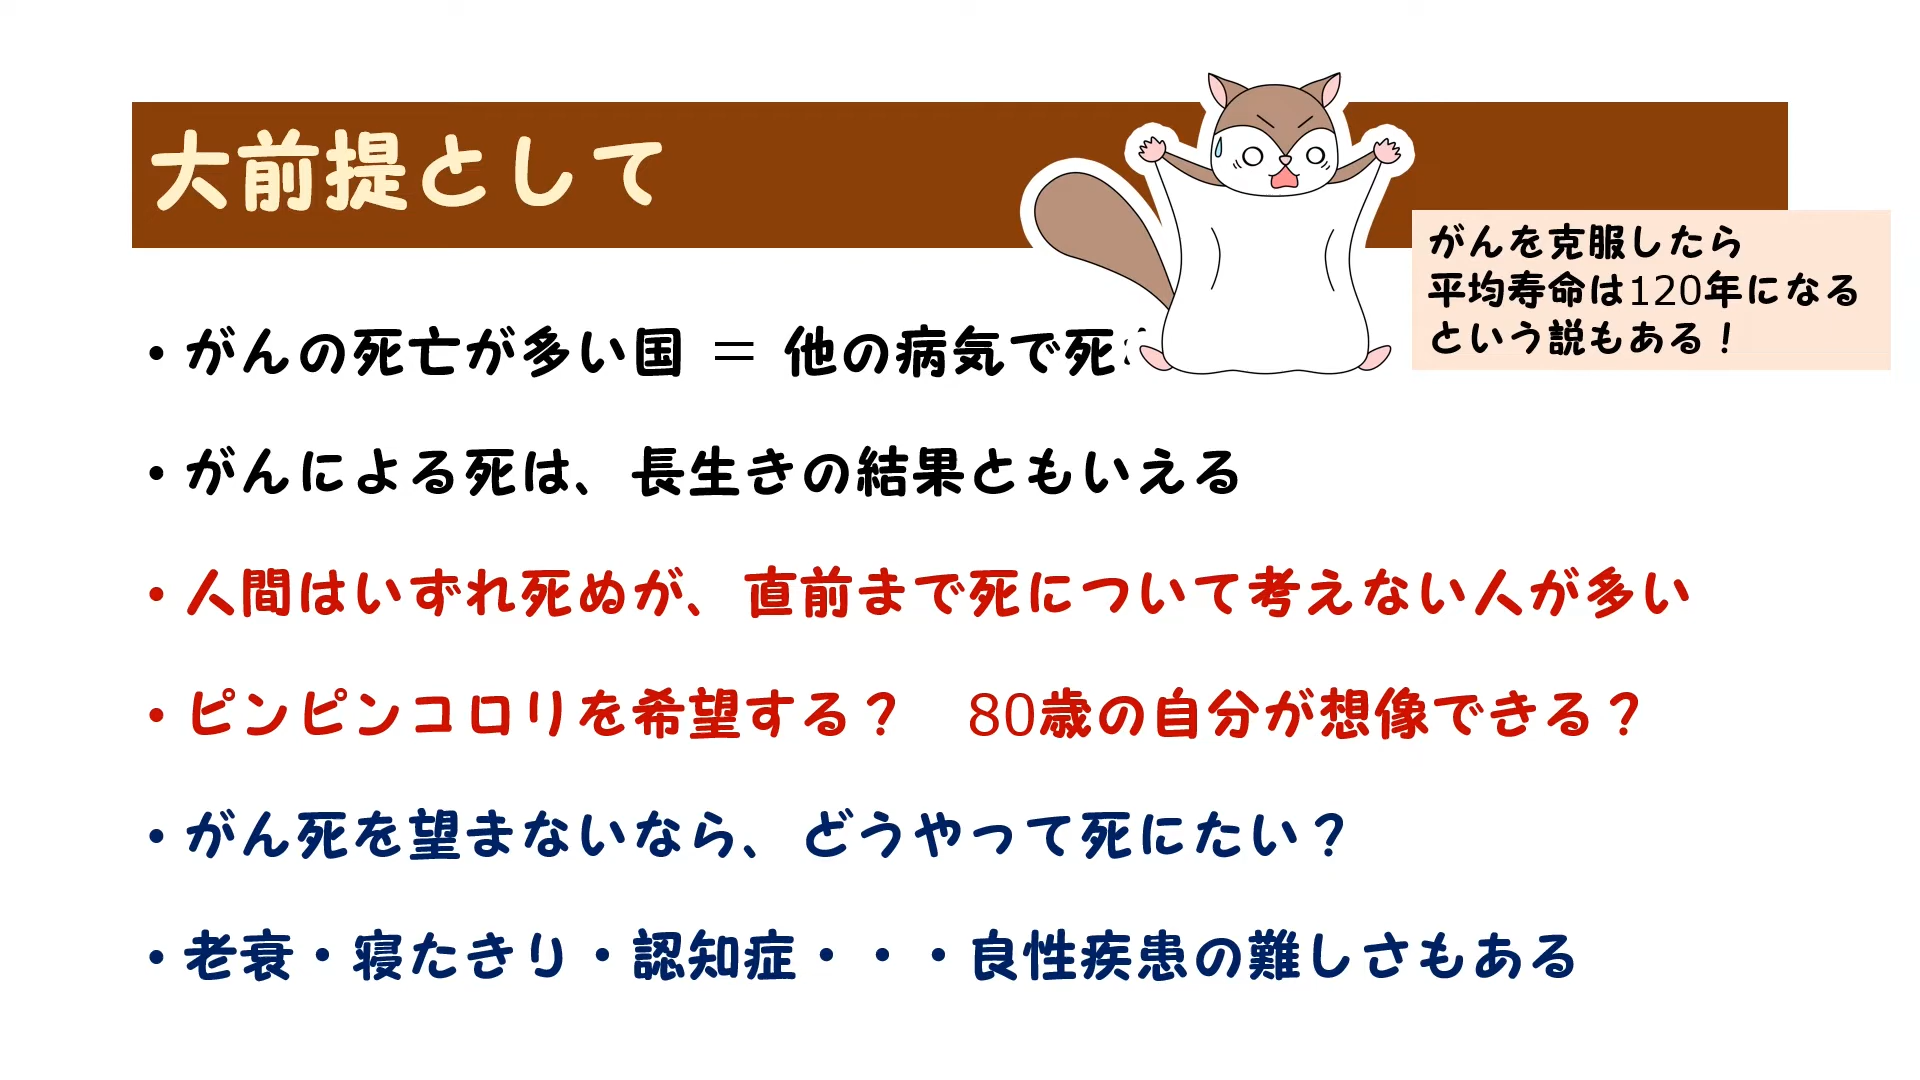 大前提として
がんを克服したら
平均寿命は120年になる
という説もある！
・がんの死亡が多い国 ＝ 他の病気で死
・がんによる死は、長生きの結果ともいえる
・人間はいずれ死ぬが、直前まで死について考えない人が多い
・ピンピンコロリを希望する？　80歳の自分が想像できる？
・がん死を望まないなら、どうやって死にたい？
・老衰・寝たきり・認知症・・・良性疾患の難しさもある